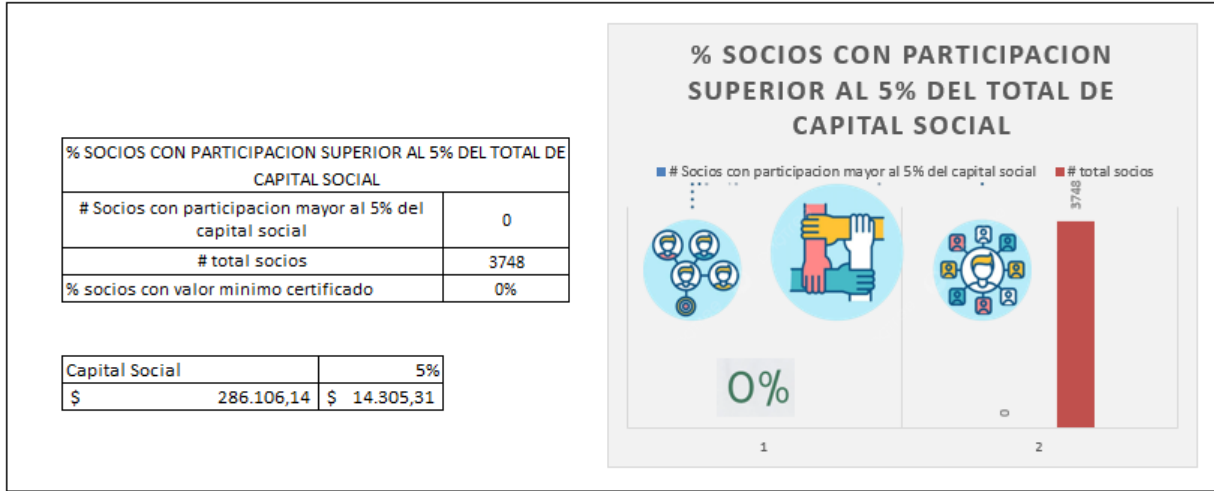 % SOCIOS CON PARTICIPACION SUPERIOR AL 5% DEL TOTAL DE
CAPITAL SOCIAL
# Socios con participacion mayor al 5% del
capital social
0
# total socios
3748
% socios con valor minimo certificado
0%
Capital Social
5%
$ 286.106,14
$ 14.305,31
% SOCIOS CON PARTICIPACION
SUPERIOR AL 5% DEL TOTAL DE
CAPITAL SOCIAL
# Socios con participacion mayor al 5% del capital social
# total socios
3748
0%
0
1
2